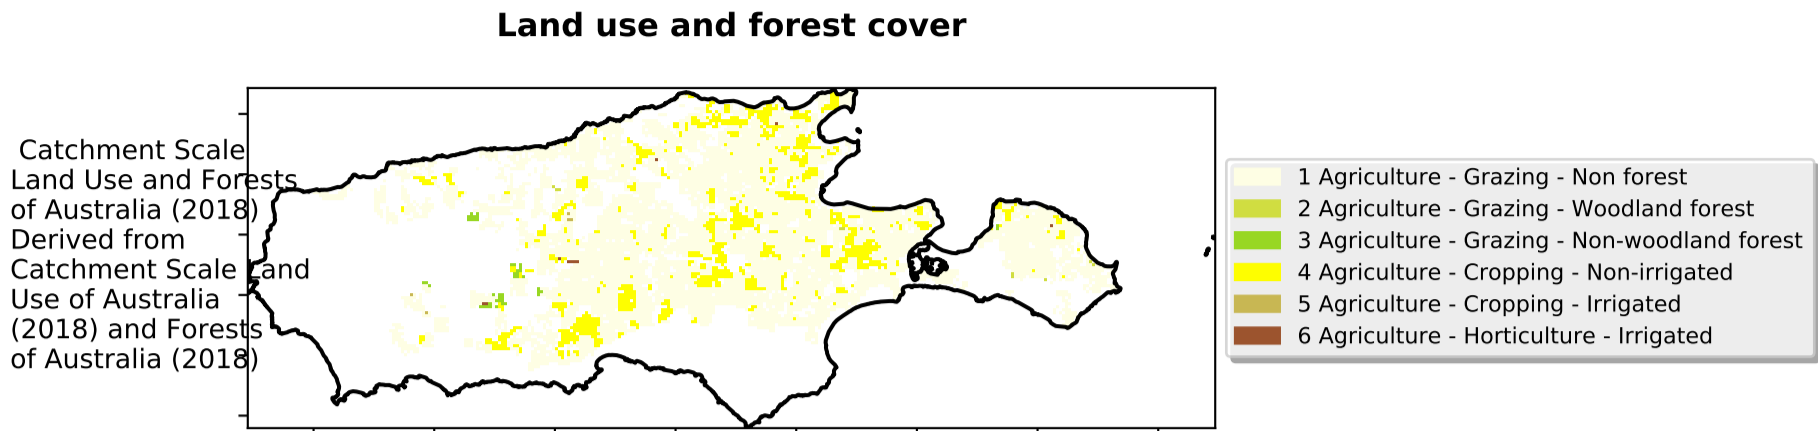 Land use and forest cover
Catchment Scale
Land Use and Forests
of Australia (2018)
Derived from
Catchment Scale Land
Use of Australia
(2018) and Forests
of Australia (2018)
1 Agriculture - Grazing - Non forest
2 Agriculture - Grazing - Woodland forest
3 Agriculture - Grazing - Non-woodland forest
4 Agriculture - Cropping - Non-irrigated
5 Agriculture - Cropping - Irrigated
6 Agriculture - Horticulture - Irrigated